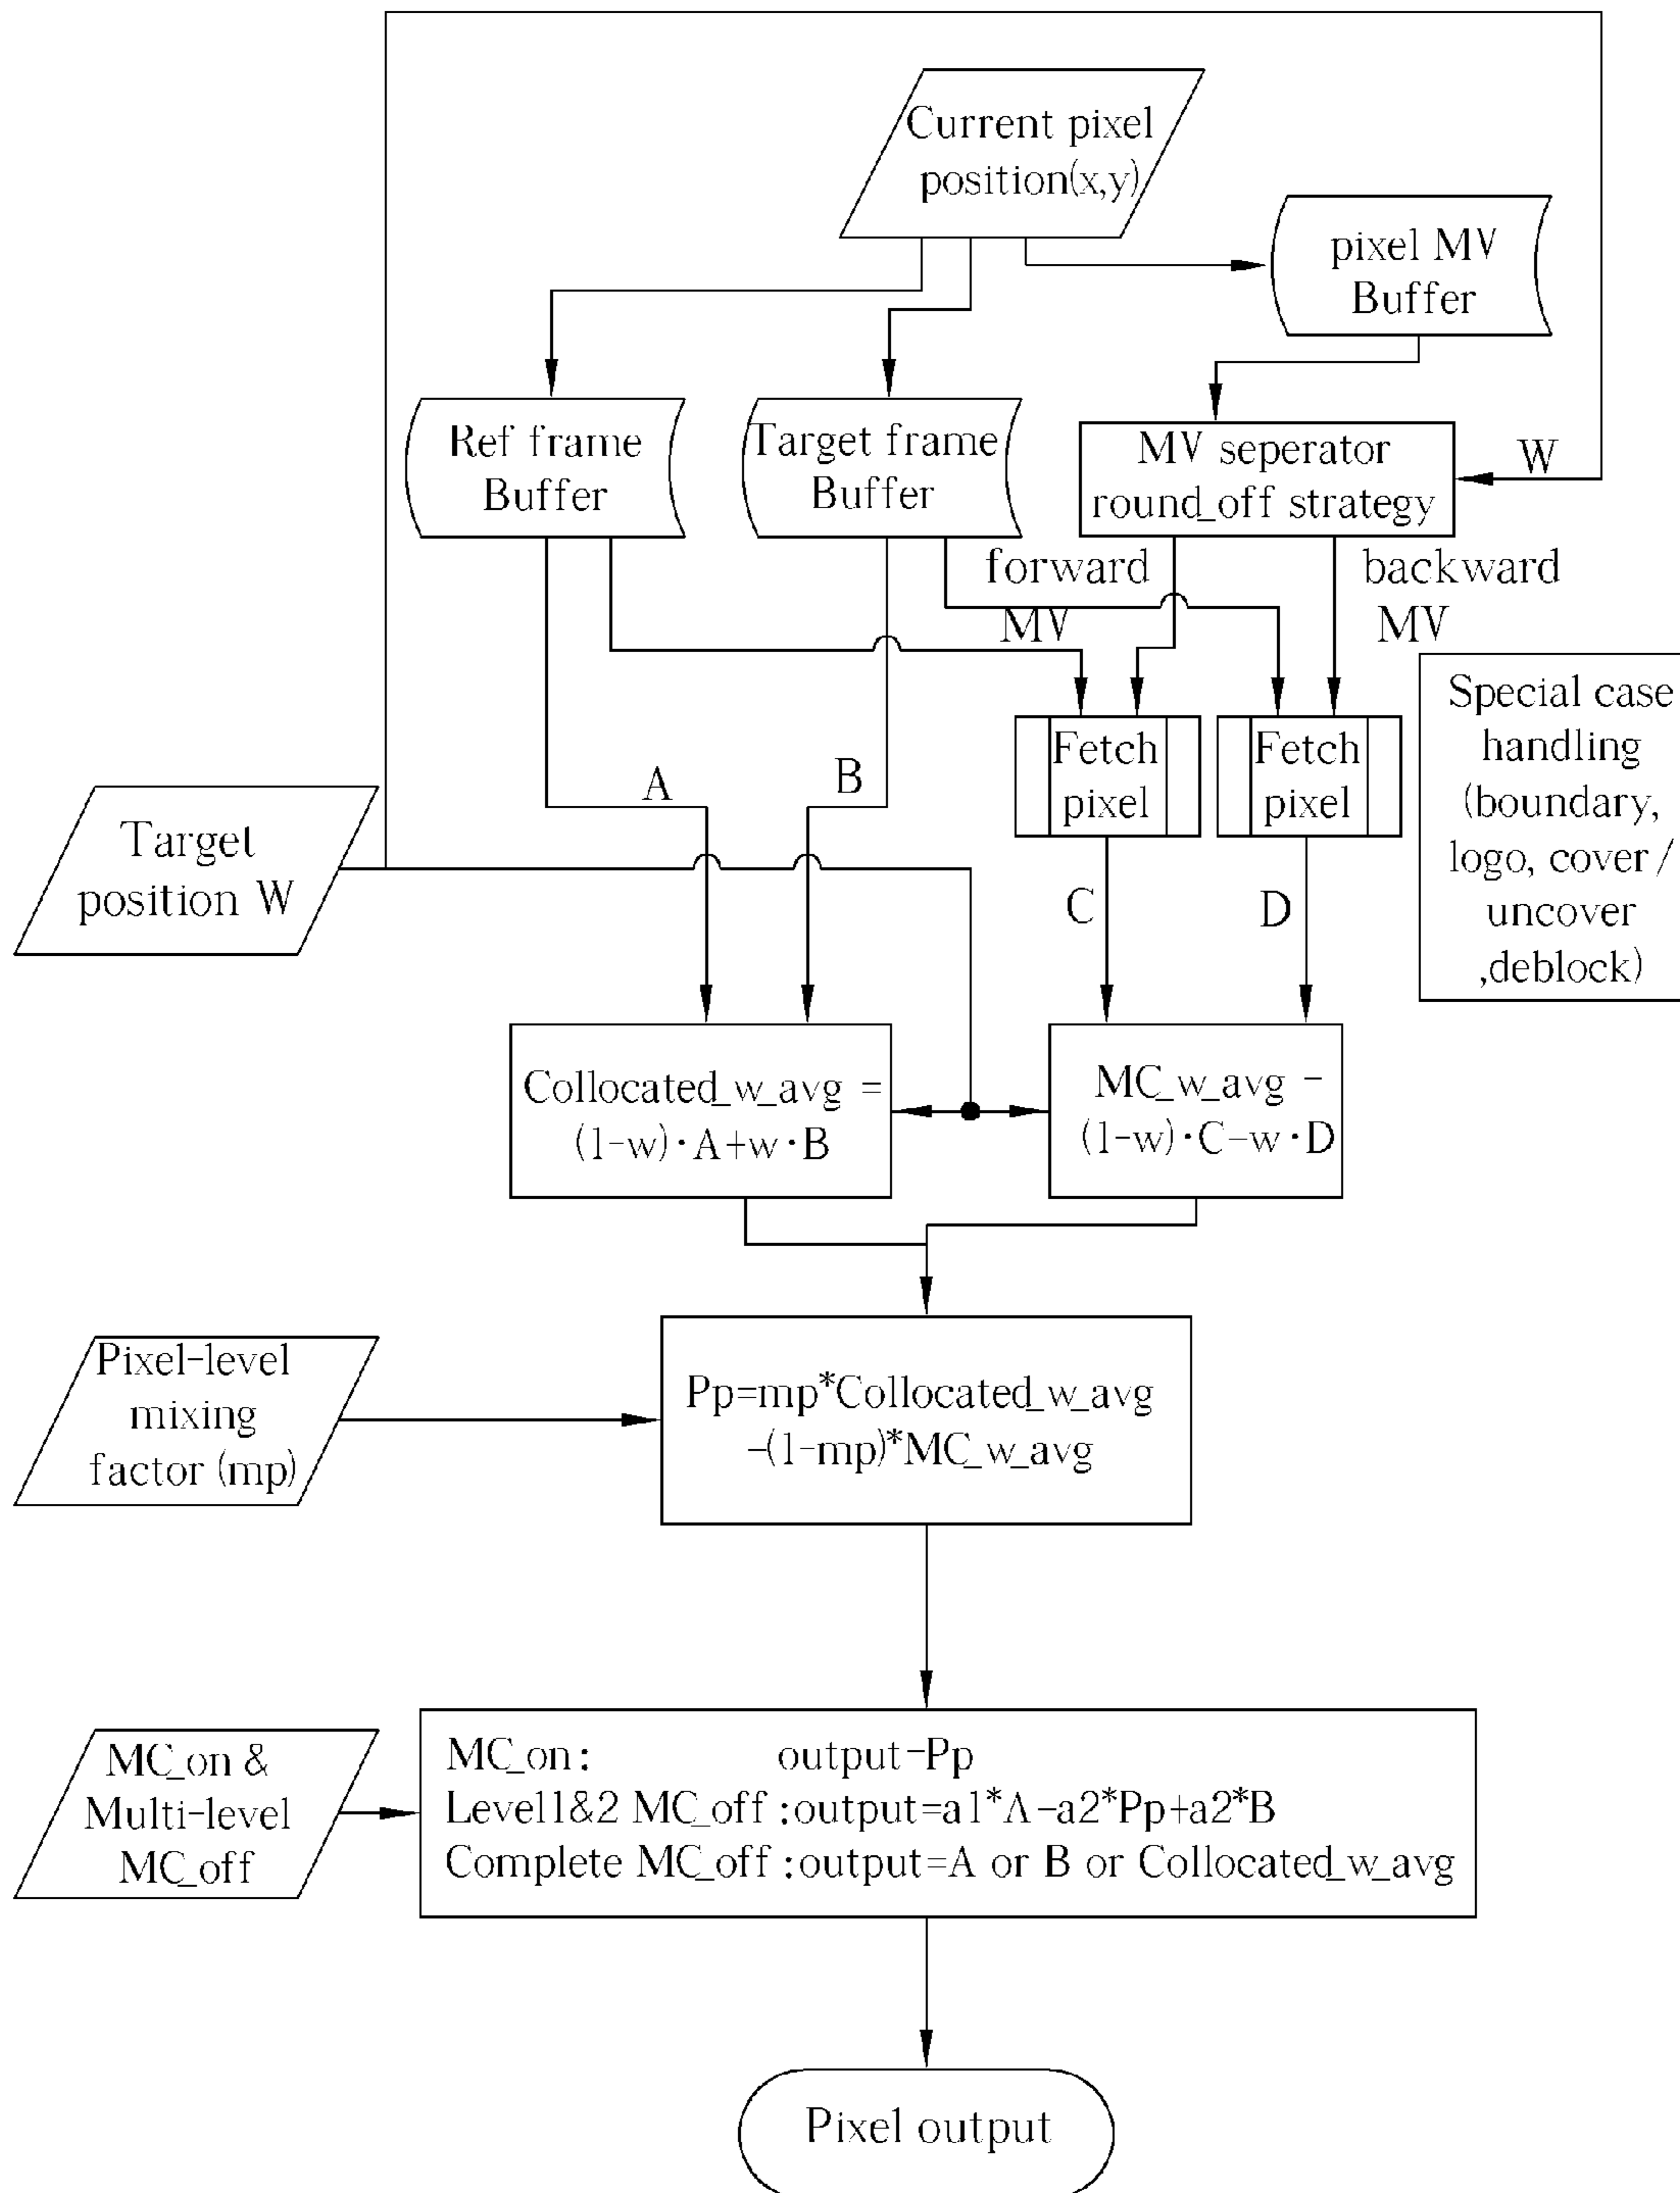 Current pixel
position(x,y)
pixel MV
Buffer
Ref frame
Buffer
Target frame
Buffer
MV seperator
round_off strategy
W
forward
MV
backward
MV
Special case
handling
(boundary,
logo, cover /
uncover
,deblock)
Fetch
pixel
Fetch
pixel
A
B
Target
position W
C
D
Collocated_w_avg =
(1-w)·A+w·B
MC_w_avg -
(1-w)·C-w·D
Pixel-level
mixing
factor (mp)
Pp=mp*Collocated_w_avg
-(1-mp)*MC_w_avg
MC_on &
Multi-level
MC_off
MC_on: output-Pp
Level1&2 MC_off :output=a1*A-a2*Pp+a2*B
Complete MC_off :output=A or B or Collocated_w_avg
Pixel output